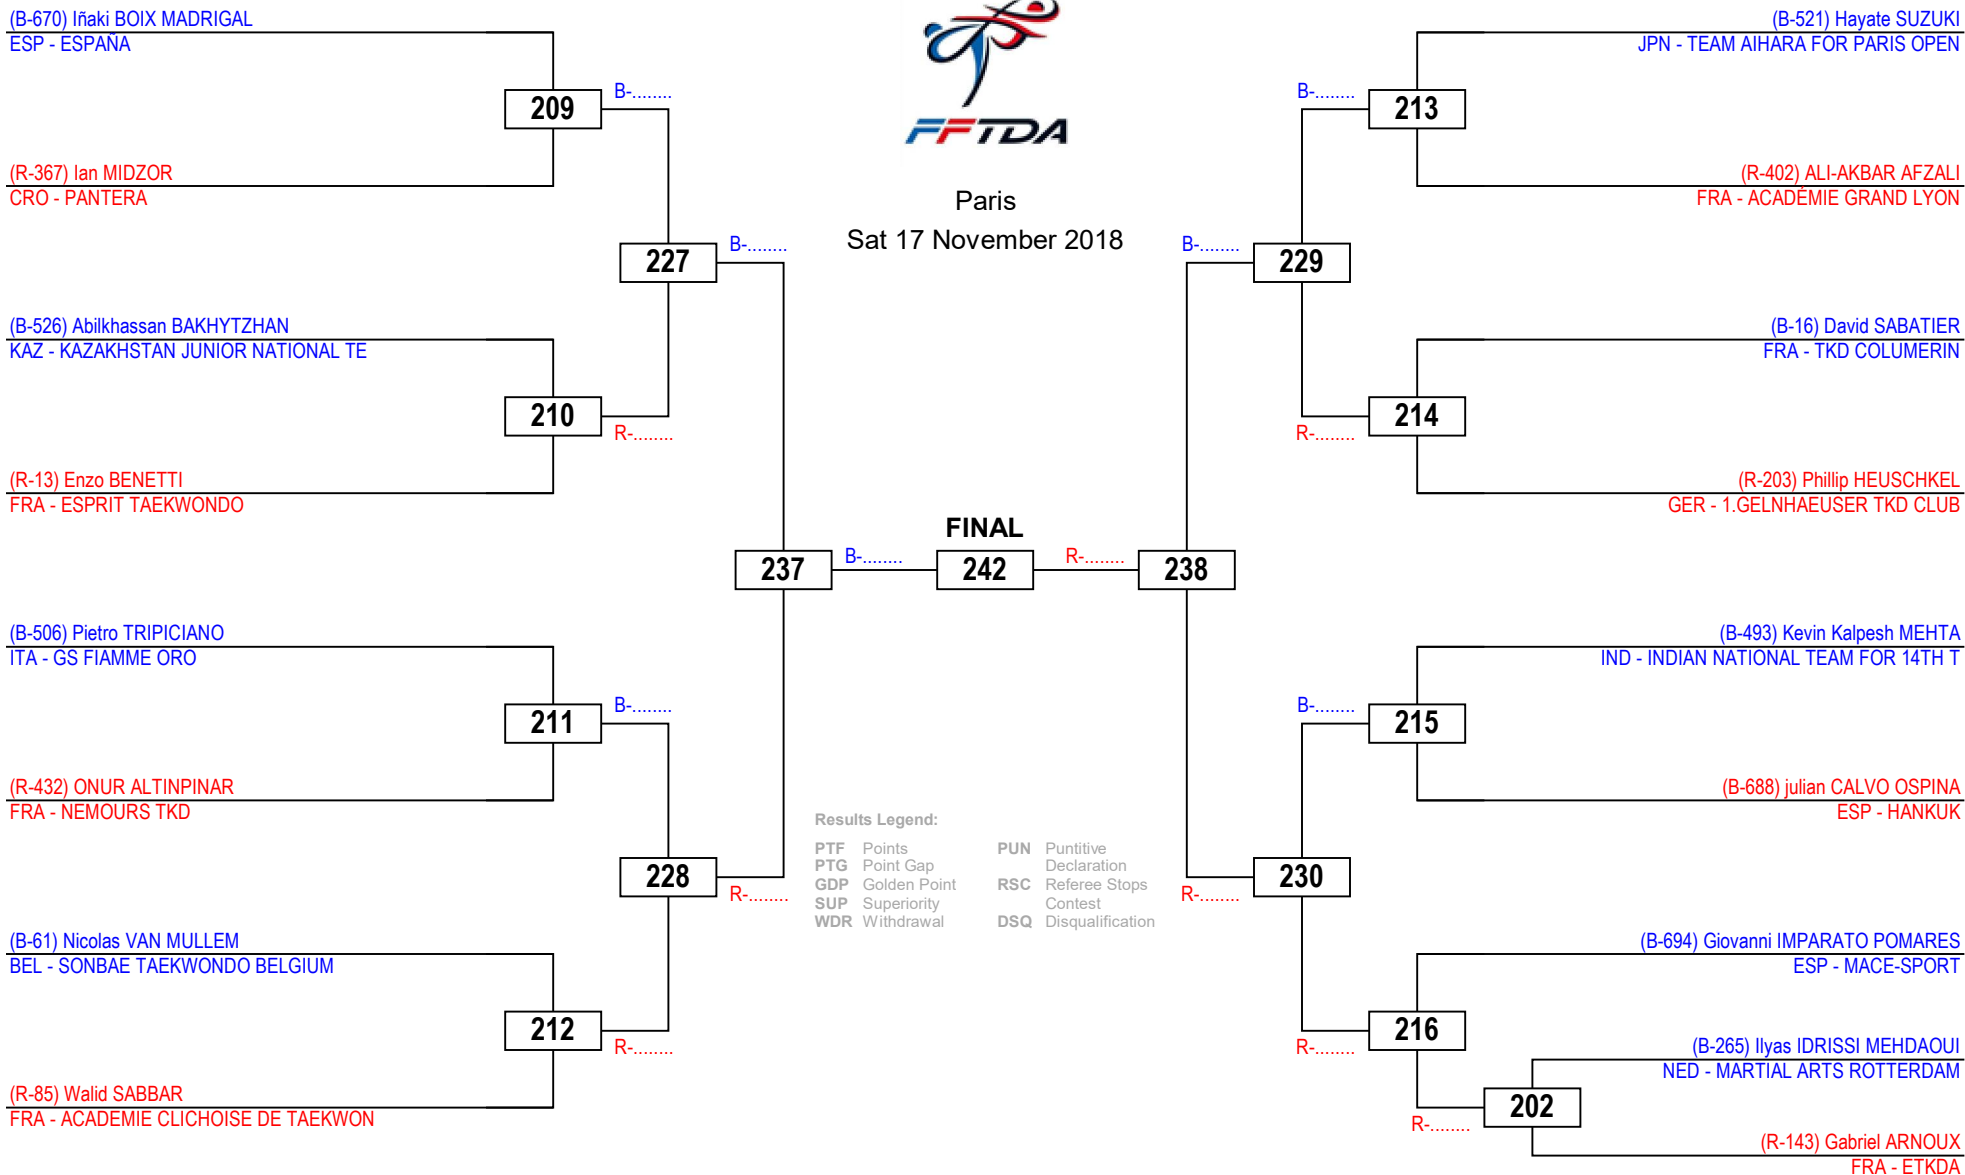 (B-670) Iñaki BOIX MADRIGAL
ESP - ESPAÑA
209
B-........
(R-367) Ian MIDZOR
CRO - PANTERA
227
B-........
(B-526) Abilkhassan BAKHYTZHAN
KAZ - KAZAKHSTAN JUNIOR NATIONAL TE
210
R-........
(R-13) Enzo BENETTI
FRA - ESPRIT TAEKWONDO
237
B-........
(B-506) Pietro TRIPICIANO
ITA - GS FIAMME ORO
211
B-........
(R-432) ONUR ALTINPINAR
FRA - NEMOURS TKD
228
R-........
(B-61) Nicolas VAN MULLEM
BEL - SONBAE TAEKWONDO BELGIUM
212
R-........
(R-85) Walid SABBAR
FRA - ACADEMIE CLICHOISE DE TAEKWON
FFTDA
Paris
Sat 17 November 2018
FINAL
242
Results Legend:
PTF Points
PTG Point Gap
GDP Golden Point
SUP Superiority
WDR Withdrawal
PUN Puntitive
Declaration
RSC Referee Stops
Contest
DSQ Disqualification
(B-521) Hayate SUZUKI
JPN - TEAM AIHARA FOR PARIS OPEN
B-........
213
(R-402) ALI-AKBAR AFZALI
FRA - ACADÉMIE GRAND LYON
B-........
229
(B-16) David SABATIER
FRA - TKD COLUMERIN
214
R-........
(R-203) Phillip HEUSCHKEL
GER - 1.GELNHAEUSER TKD CLUB
R-........
238
(B-493) Kevin Kalpesh MEHTA
IND - INDIAN NATIONAL TEAM FOR 14TH T
B-........
215
(B-688) julian CALVO OSPINA
ESP - HANKUK
230
R-........
(B-694) Giovanni IMPARATO POMARES
ESP - MACE-SPORT
216
R-........
(B-265) Ilyas IDRISSI MEHDAOUI
NED - MARTIAL ARTS ROTTERDAM
202
R-........
(R-143) Gabriel ARNOUX
FRA - ETKDA